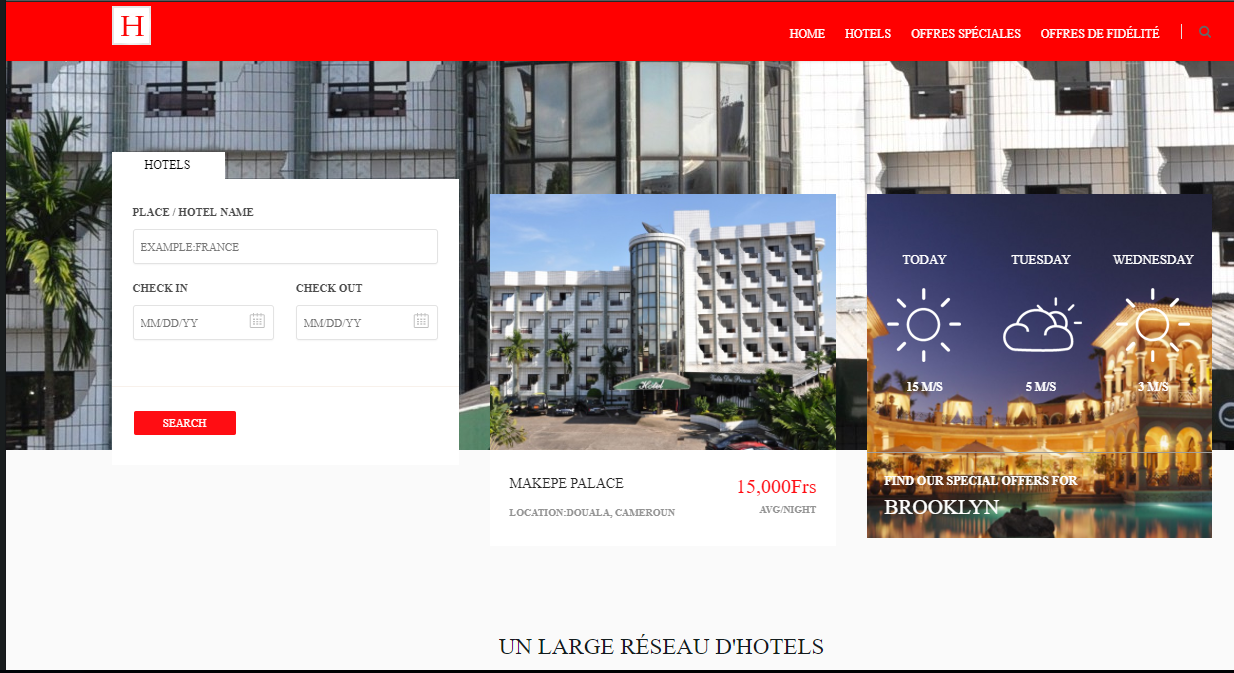 H
HOME
HOTELS
OFFRES SPÉCIALES
OFFRES DE FIDÉLITÉ
HOTELS
PLACE / HOTEL NAME
EXAMPLE:FRANCE
CHECK IN
CHECK OUT
MM/DD/YY
MM/DD/YY
SEARCH
Hotel
MAKEPE PALACE
15,000Frs
LOCATION:DOUALA, CAMEROUN
AVG/NIGHT
TODAY
TUESDAY
WEDNESDAY
15 M/S
5 M/S
3 M/S
FIND OUR SPECIAL OFFERS FOR
BROOKLYN
UN LARGE RÉSEAU D'HOTELS